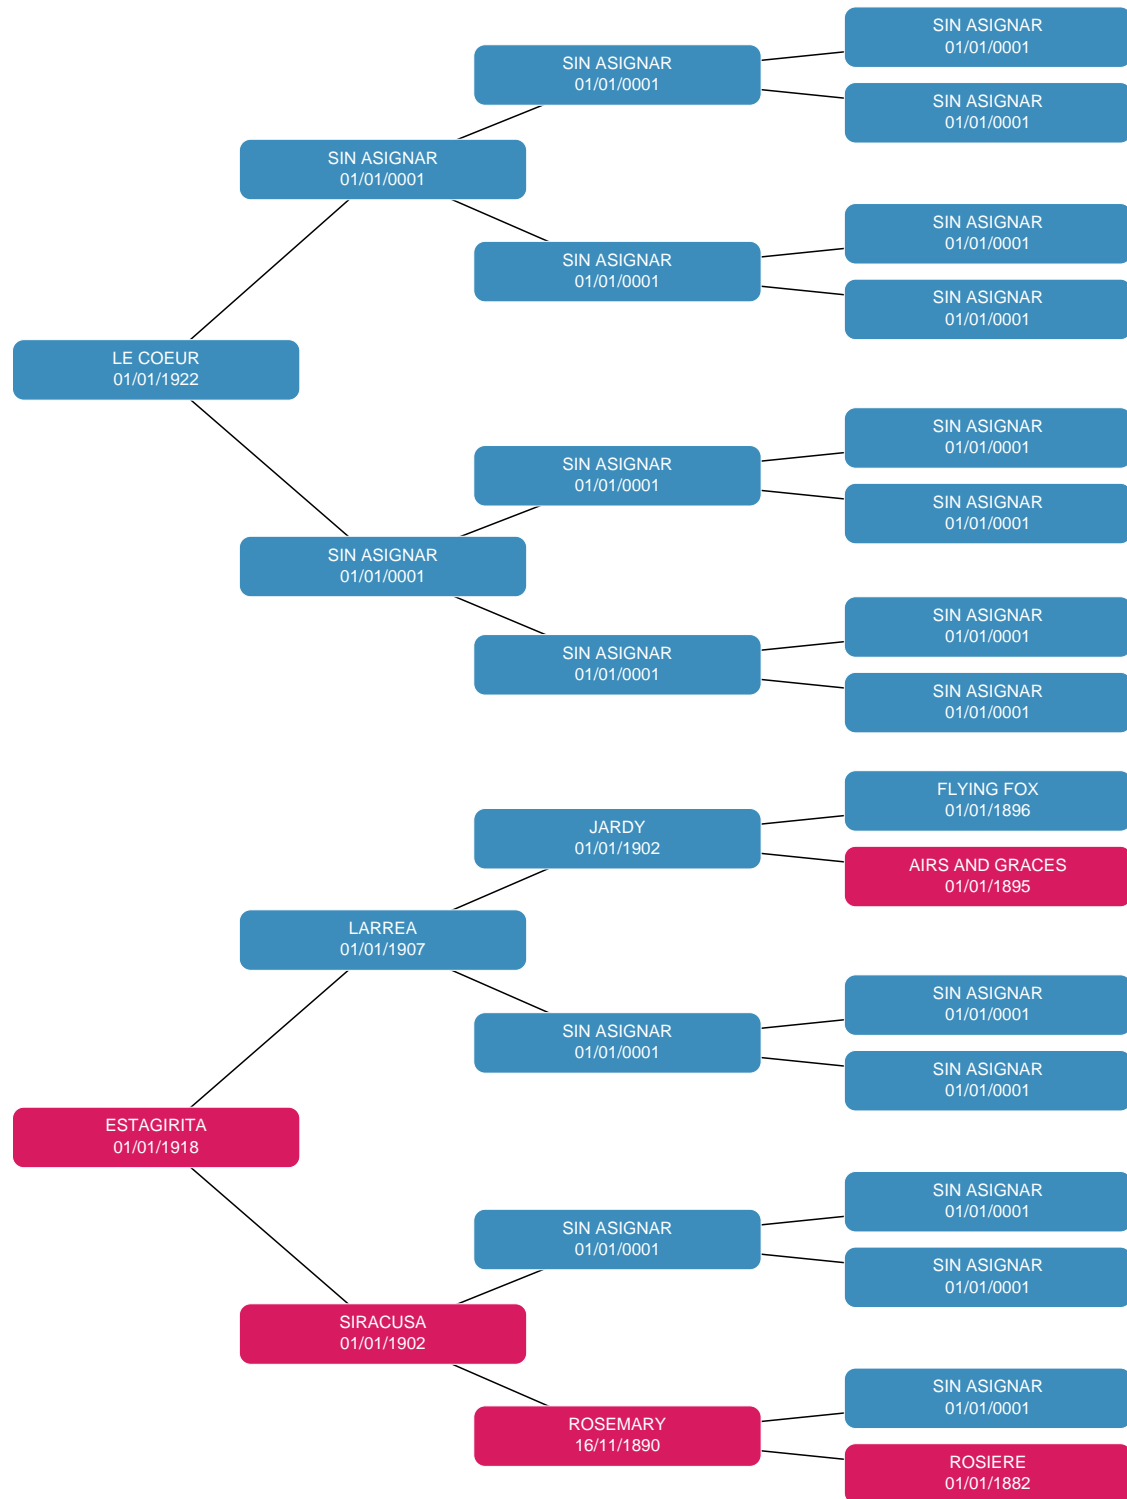 SIN ASIGNAR
01/01/0001
SIN ASIGNAR
01/01/0001
SIN ASIGNAR
01/01/0001
SIN ASIGNAR
01/01/0001
SIN ASIGNAR
01/01/0001
SIN ASIGNAR
01/01/0001
SIN ASIGNAR
01/01/0001
LE COEUR
01/01/1922
SIN ASIGNAR
01/01/0001
SIN ASIGNAR
01/01/0001
SIN ASIGNAR
01/01/0001
SIN ASIGNAR
01/01/0001
SIN ASIGNAR
01/01/0001
SIN ASIGNAR
01/01/0001
SIN ASIGNAR
01/01/0001
FLYING FOX
01/01/1896
JARDY
01/01/1902
AIRS AND GRACES
01/01/1895
LARREA
01/01/1907
SIN ASIGNAR
01/01/0001
SIN ASIGNAR
01/01/0001
SIN ASIGNAR
01/01/0001
ESTAGIRITA
01/01/1918
SIN ASIGNAR
01/01/0001
SIN ASIGNAR
01/01/0001
SIN ASIGNAR
01/01/0001
SIRACUSA
01/01/1902
SIN ASIGNAR
01/01/0001
ROSEMARY
16/11/1890
ROSIERE
01/01/1882